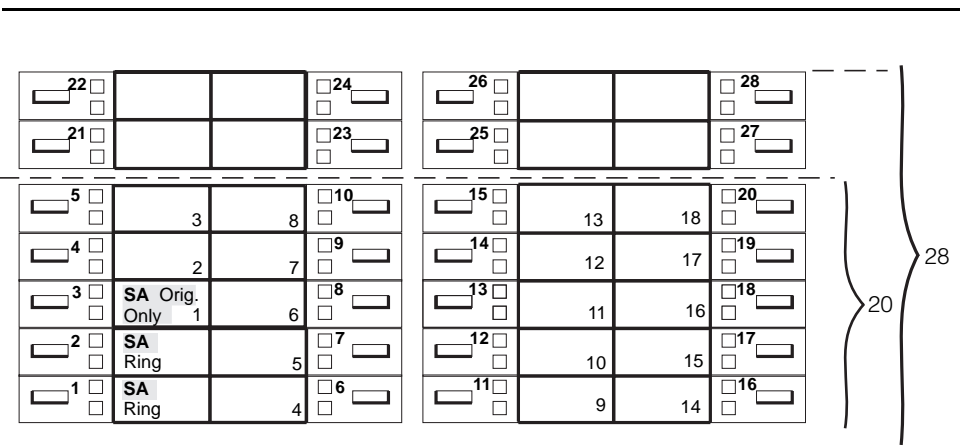 22 24 26 28
21 23 25 27
5 3 8 10 15 13 18 20
4 2 7 9 14 12 17 19
3 SA Orig. 8 13 18
Only 1 6 11 16
2 SA 7 12 17
Ring 5 10 15
1 SA 6 11 16
Ring 4 9 14
20
28